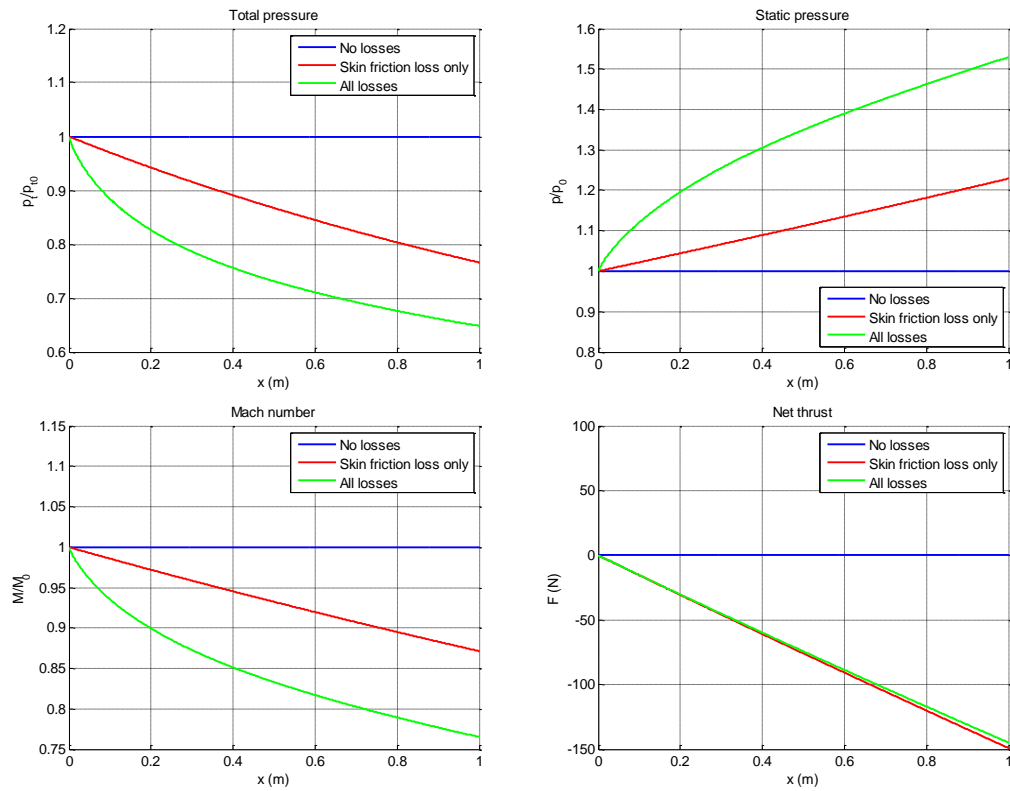 Total pressure
1.2
1.1
1
0.9
0.8
0.7
0.6
p_t/p_t0
0 0.2 0.4 0.6 0.8 1
x (m)
No losses
Skin friction loss only
All losses
Static pressure
1.6
1.5
1.4
1.3
1.2
1.1
1
0.9
0.8
p/p_0
0 0.2 0.4 0.6 0.8 1
x (m)
No losses
Skin friction loss only
All losses
Mach number
1.15
1.1
1.05
1
0.95
0.9
0.85
0.8
0.75
M/M_0
0 0.2 0.4 0.6 0.8 1
x (m)
No losses
Skin friction loss only
All losses
Net thrust
100
50
0
-50
-100
-150
F (N)
0 0.2 0.4 0.6 0.8 1
x (m)
No losses
Skin friction loss only
All losses